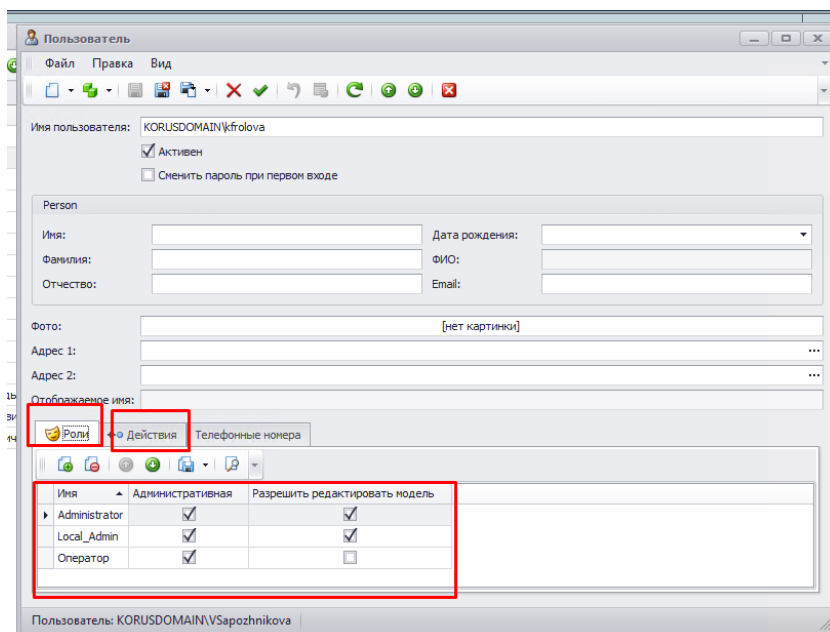 Пользователь
Файл Правка Вид
Имя пользователя: KORUSDOMAIN\kfrolova
Активен
Сменить пароль при первом входе
Person
Имя: Дата рождения:
Фамилия: ФИО:
Отчество: Email:
Фото: [нет картинки]
Адрес 1:
Адрес 2:
Отображаемое имя:
Роли Действия Телефонные номера
Имя Административная Разрешить редактировать модель
Administrator
Local_Admin
Оператор
Пользователь: KORUSDOMAIN\VSapozhnikova